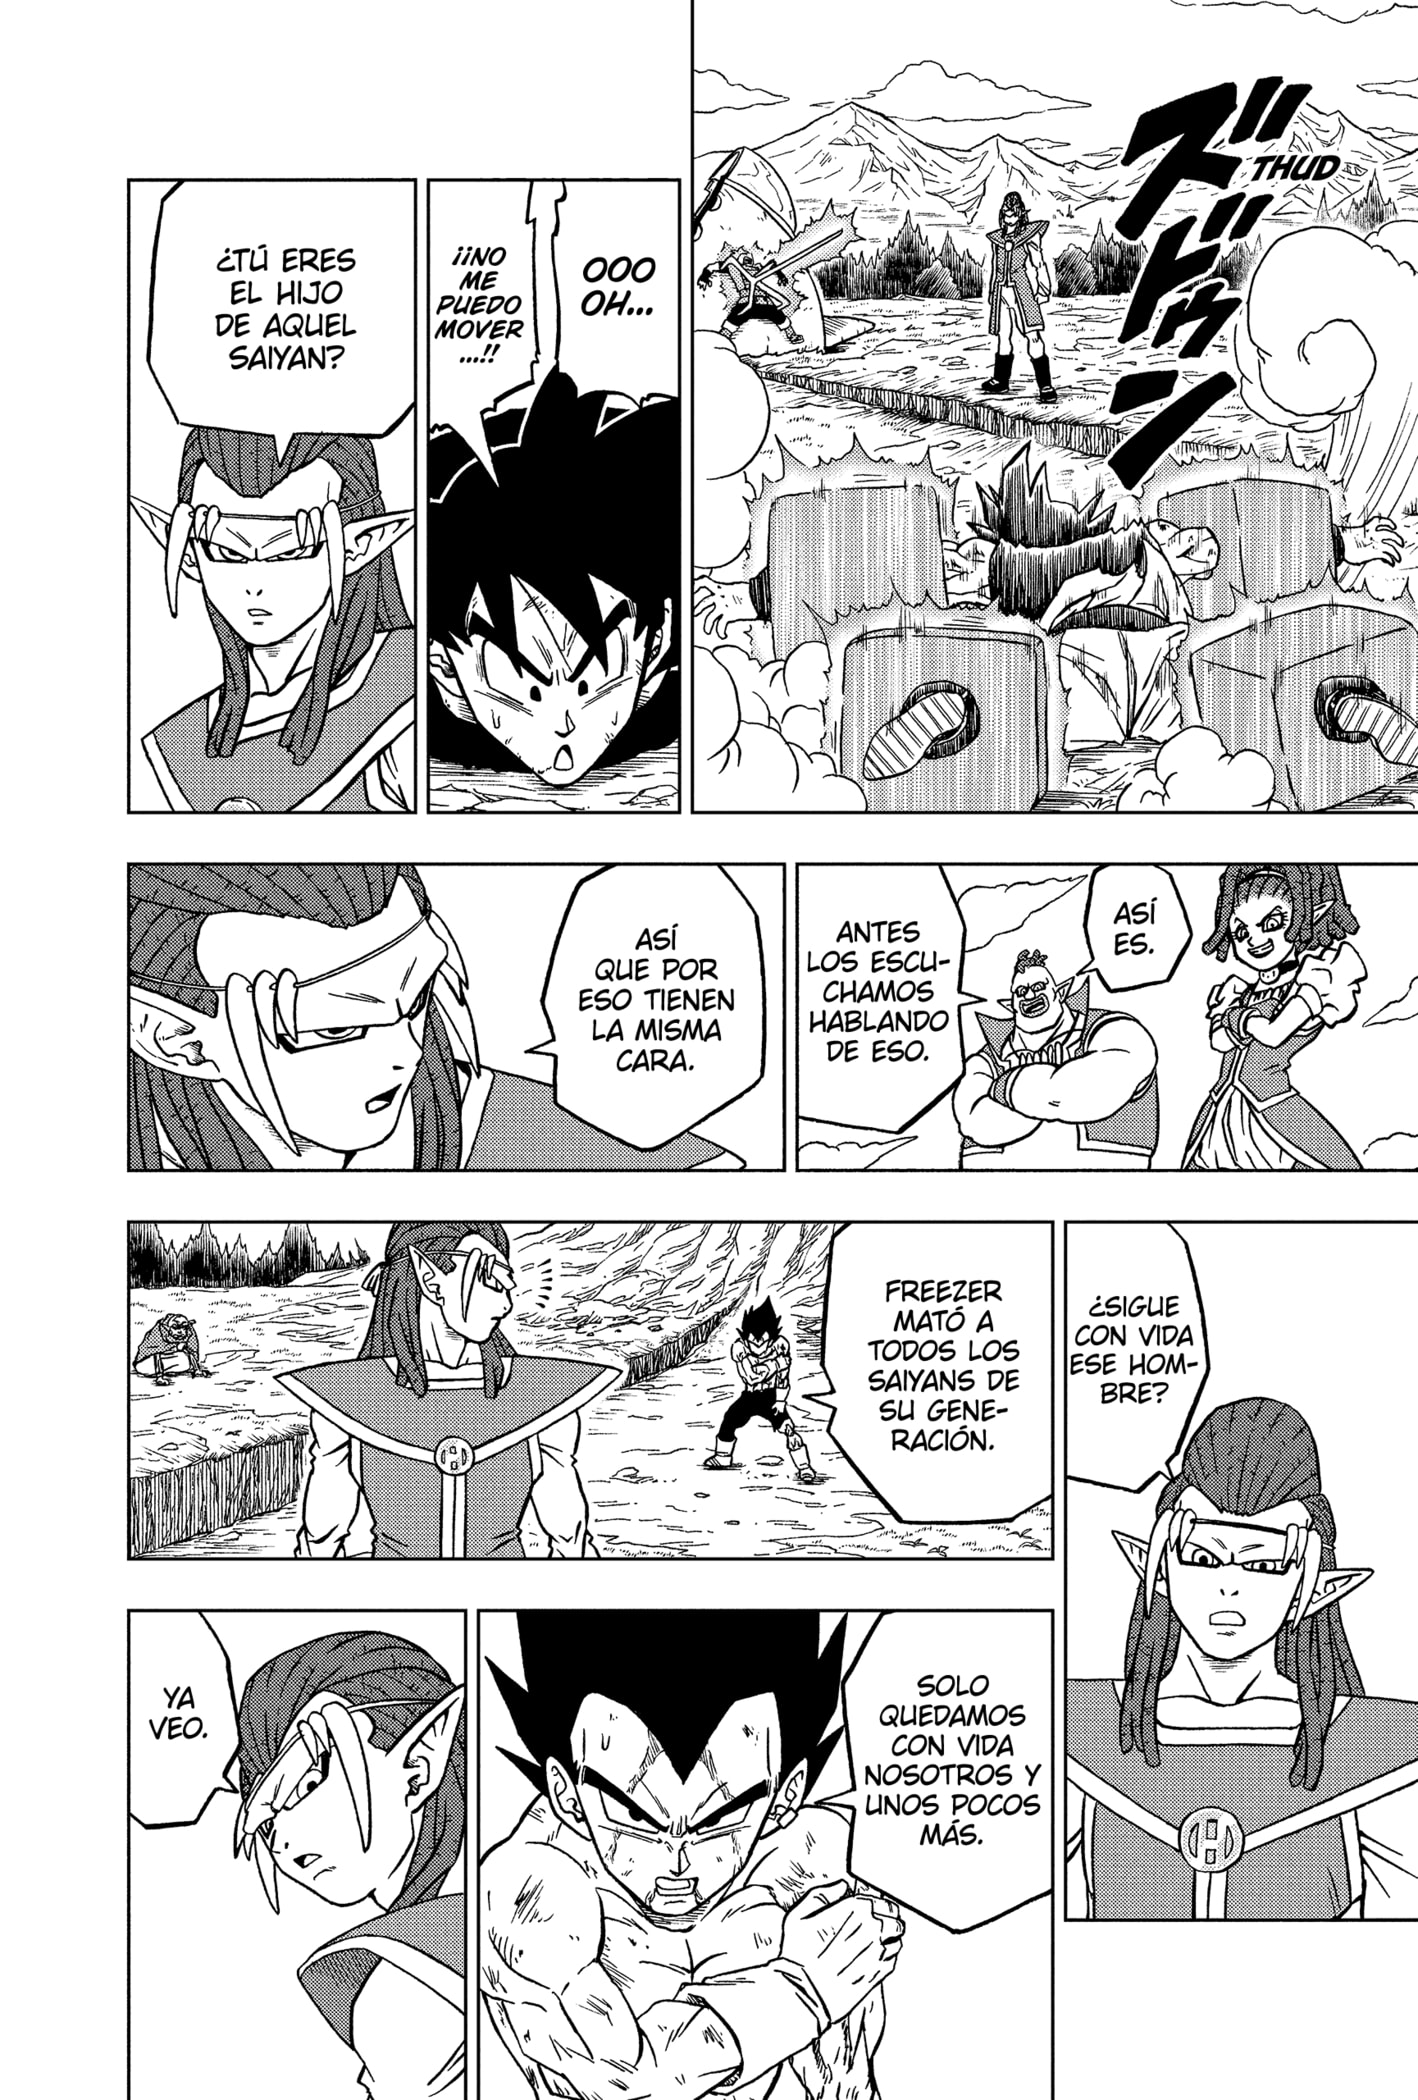 ズドゥン
THUD
OOO
OH...
¡¡NO
ME
PUEDO
MOVER
...!!
¿TÚ ERES
EL HIJO
DE AQUEL
SAIYAN?
ASÍ
ES.
ANTES
LOS ESCU-
CHAMOS
HABLANDO
DE ESO.
ASÍ
QUE POR
ESO TIENEN
LA MISMA
CARA.
¿SIGUE
CON VIDA
ESE HOM-
BRE?
FREEZER
MATÓ A
TODOS LOS
SAIYANS DE
SU GENE-
RACIÓN.
SOLO
QUEDAMOS
CON VIDA
NOSOTROS Y
UNOS POCOS
MÁS.
YA
VEO.